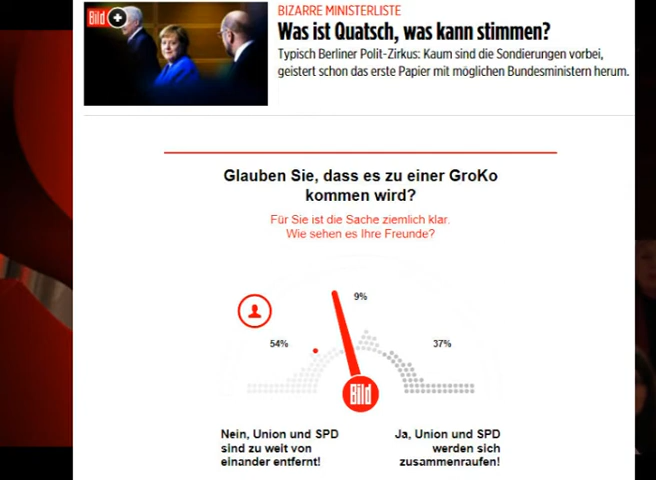 Bild +
BIZARRE MINISTERLISTE
Was ist Quatsch, was kann stimmen?
Typisch Berliner Polit-Zirkus: Kaum sind die Sondierungen vorbei,
geistert schon das erste Papier mit möglichen Bundesministern herum.
Glauben Sie, dass es zu einer GroKo
kommen wird?
Für Sie ist die Sache ziemlich klar.
Wie sehen es Ihre Freunde?
9%
54%
37%
Bild
Nein, Union und SPD
sind zu weit von
einander entfernt!
Ja, Union und SPD
werden sich
zusammenraufen!